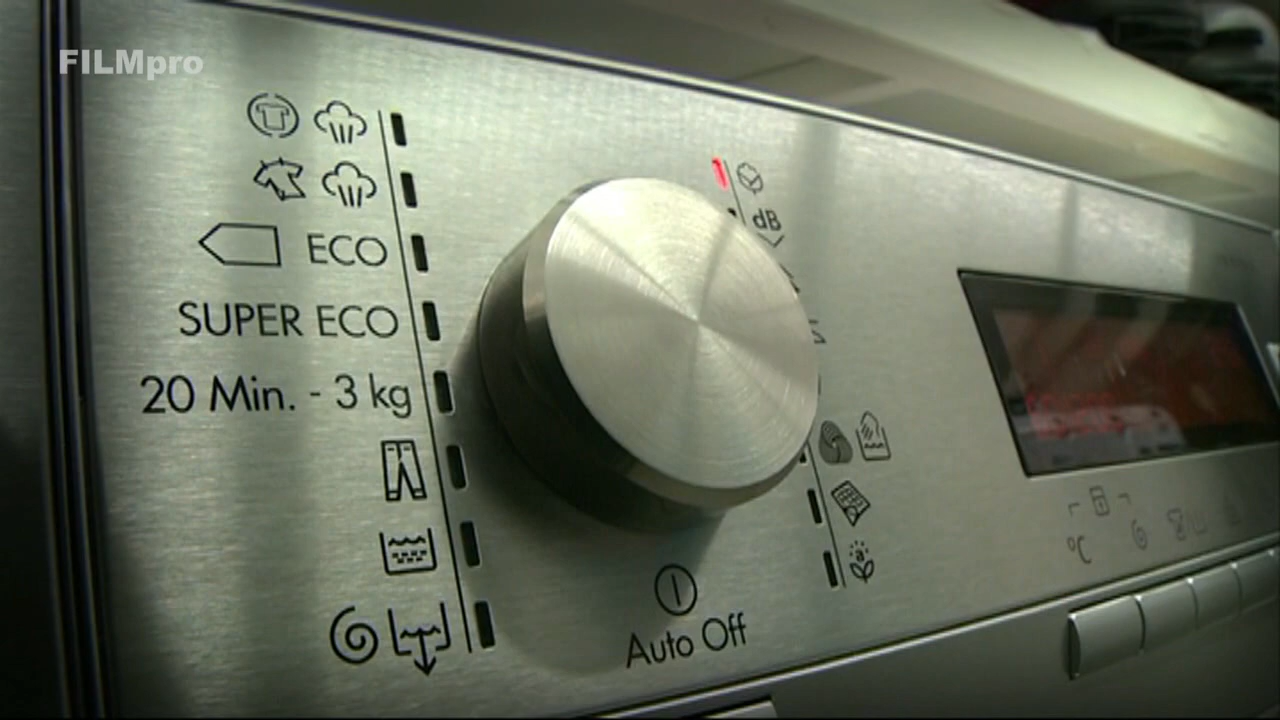 FILMpro
dB
ECO
SUPER ECO
20 Min. - 3 kg
°C
Auto Off